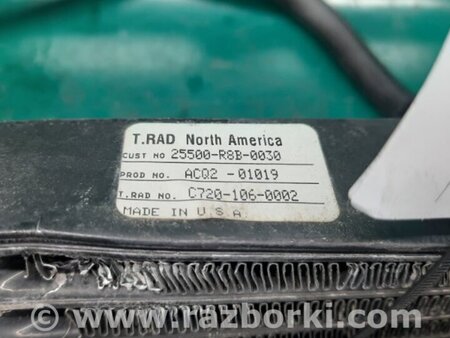 T.RAD North America
CUST NO 25500-R8B-0030
PROD NO. ACQ2 -01019
T.RAD NO. C720-106-0002
MADE IN U.S.A.
www.razborki.com